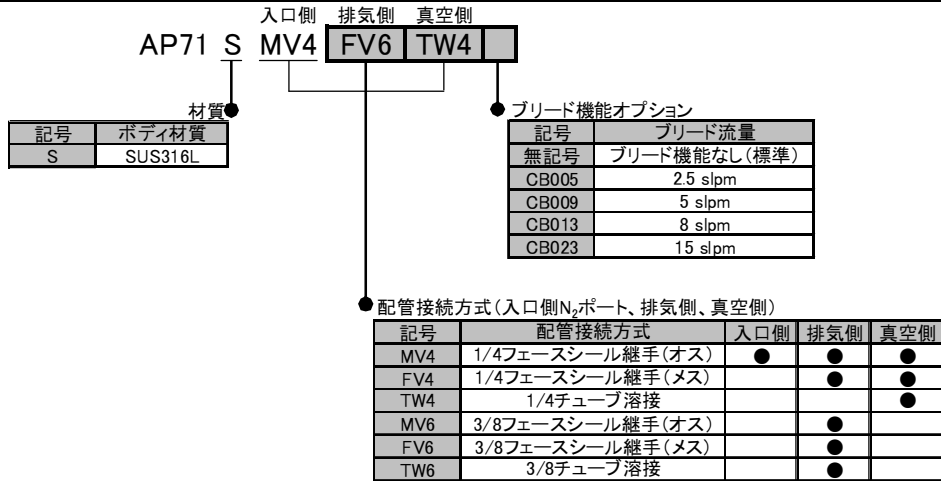 入口側 排気側 真空側
AP71 S MV4 FV6 TW4
材質
記号 ボディ材質
S SUS316L
ブリード機能オプション
記号 ブリード流量
無記号 ブリード機能なし(標準)
CB005 2.5 slpm
CB009 5 slpm
CB013 8 slpm
CB023 15 slpm
配管接続方式(入口側N₂ポート、排気側、真空側)
記号 配管接続方式 入口側 排気側 真空側
MV4 1/4フェースシール継手(オス) ● ● ●
FV4 1/4フェースシール継手(メス) ● ●
TW4 1/4チューブ溶接 ●
MV6 3/8フェースシール継手(オス) ●
FV6 3/8フェースシール継手(メス) ●
TW6 3/8チューブ溶接 ●